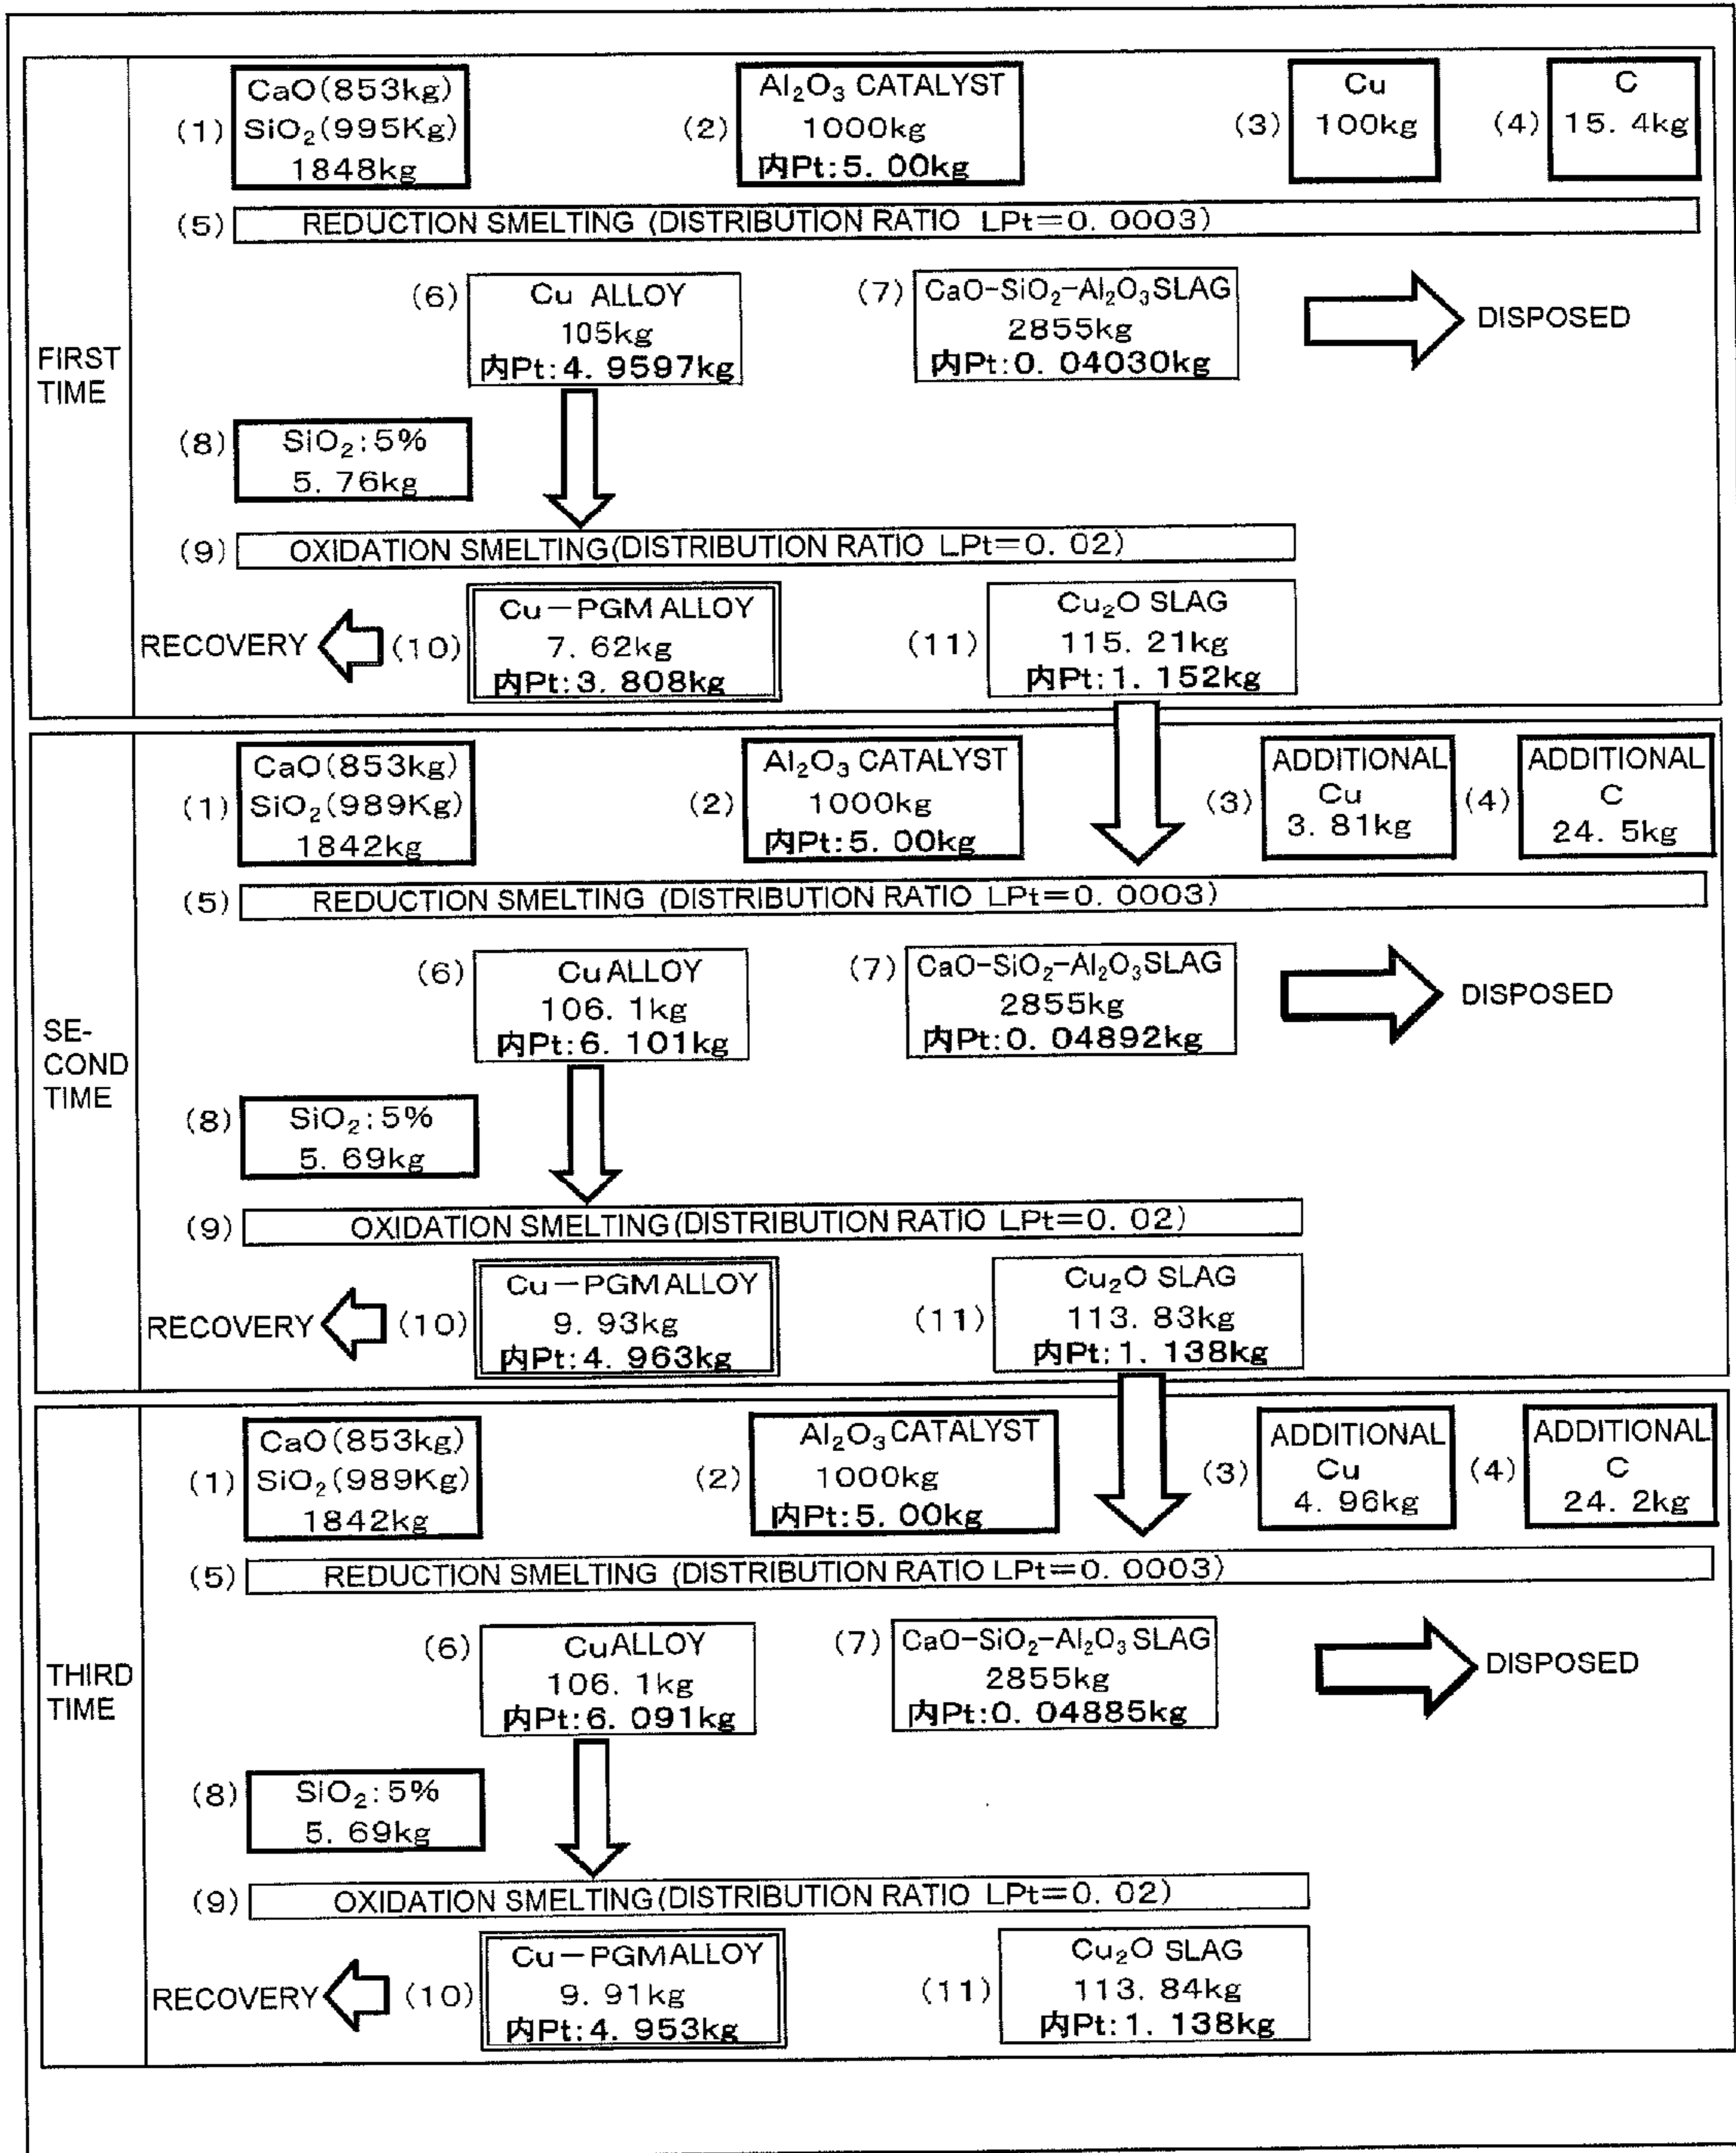 CaO(853kg)
(1) SiO₂(995Kg)
1848kg
Al₂O₃ CATALYST
(2) 1000kg
内Pt:5. 00kg
Cu
(3) 100kg
C
(4) 15. 4kg
(5) REDUCTION SMELTING (DISTRIBUTION RATIO LPt=0. 0003)
FIRST
TIME
(6) Cu ALLOY
105kg
内Pt:4. 9597kg
(7) CaO-SiO₂-Al₂O₃SLAG
2855kg
内Pt:0. 04030kg
DISPOSED
(8) SiO₂:5%
5. 76kg
(9) OXIDATION SMELTING(DISTRIBUTION RATIO LPt=0. 02)
RECOVERY
(10) Cu-PGM ALLOY
7. 62kg
内Pt:3. 808kg
(11) Cu₂O SLAG
115. 21kg
内Pt:1. 152kg
CaO(853kg)
(1) SiO₂(989Kg)
1842kg
Al₂O₃ CATALYST
(2) 1000kg
内Pt:5. 00kg
ADDITIONAL
(3) Cu
3. 81kg
ADDITIONAL
(4) C
24. 5kg
(5) REDUCTION SMELTING (DISTRIBUTION RATIO LPt=0. 0003)
SE-
COND
TIME
(6) Cu ALLOY
106. 1kg
内Pt:6. 101kg
(7) CaO-SiO₂-Al₂O₃SLAG
2855kg
内Pt:0. 04892kg
DISPOSED
(8) SiO₂:5%
5. 69kg
(9) OXIDATION SMELTING(DISTRIBUTION RATIO LPt=0. 02)
RECOVERY
(10) Cu-PGM ALLOY
9. 93kg
内Pt:4. 963kg
(11) Cu₂O SLAG
113. 83kg
内Pt:1. 138kg
CaO(853kg)
(1) SiO₂(989Kg)
1842kg
Al₂O₃ CATALYST
(2) 1000kg
内Pt:5. 00kg
ADDITIONAL
(3) Cu
4. 96kg
ADDITIONAL
(4) C
24. 2kg
(5) REDUCTION SMELTING (DISTRIBUTION RATIO LPt=0. 0003)
THIRD
TIME
(6) Cu ALLOY
106. 1kg
内Pt:6. 091kg
(7) CaO-SiO₂-Al₂O₃ SLAG
2855kg
内Pt:0. 04885kg
DISPOSED
(8) SiO₂:5%
5. 69kg
(9) OXIDATION SMELTING(DISTRIBUTION RATIO LPt=0. 02)
RECOVERY
(10) Cu-PGM ALLOY
9. 91kg
内Pt:4. 953kg
(11) Cu₂O SLAG
113. 84kg
内Pt:1. 138kg